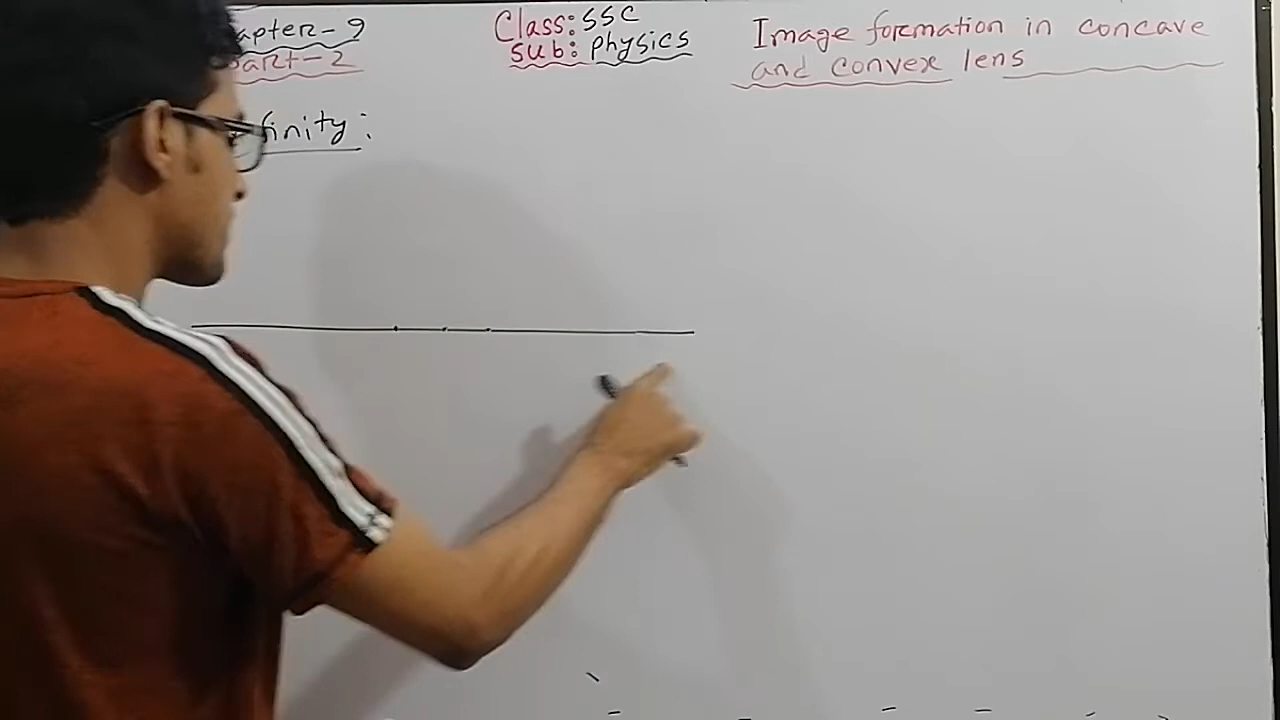 apter-9
art-2
Class: SSC
Sub: Physics
Image formation in concave
and convex lens
finity: